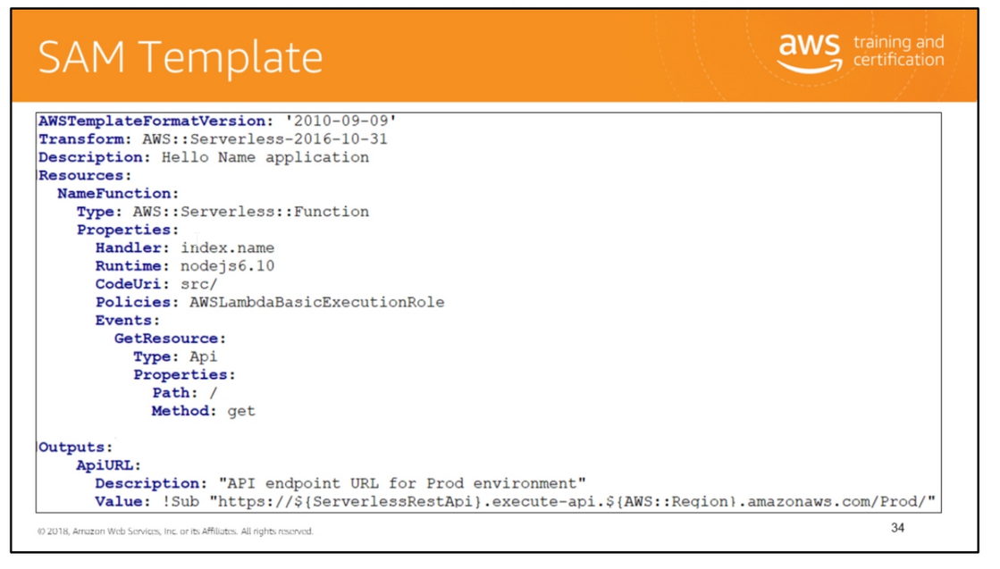 SAM Template
aws training and
certification
AWSTemplateFormatVersion: '2010-09-09'
Transform: AWS::Serverless-2016-10-31
Description: Hello Name application
Resources:
  NameFunction:
    Type: AWS::Serverless::Function
    Properties:
      Handler: index.name
      Runtime: nodejs6.10
      CodeUri: src/
      Policies: AWSLambdaBasicExecutionRole
      Events:
        GetResource:
          Type: Api
          Properties:
            Path: /
            Method: get
Outputs:
    ApiURL:
      Description: "API endpoint URL for Prod environment"
      Value: !Sub "https://${ServerlessRestApi}.execute-api.${AWS::Region}.amazonaws.com/Prod/"
© 2018, Amazon Web Services, Inc. or its Affiliates. All rights reserved.
34